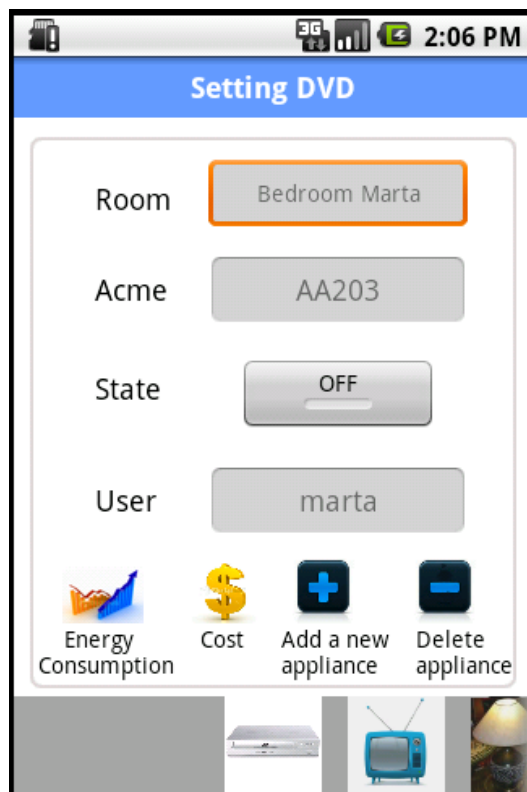 3G 2:06 PM
Setting DVD
Room Bedroom Marta
Acme AA203
State OFF
User marta
Energy Consumption
Cost
Add a new appliance
Delete appliance